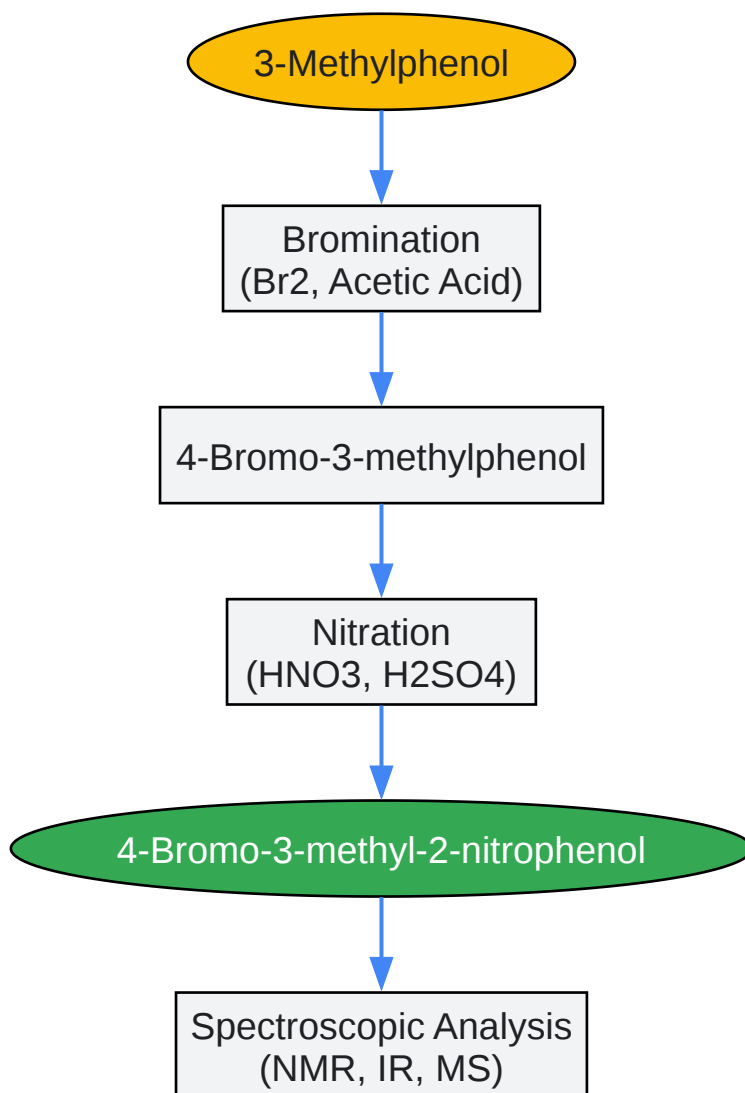 3-Methylphenol
Bromination
(Br2, Acetic Acid)
4-Bromo-3-methylphenol
Nitration
(HNO3, H2SO4)
4-Bromo-3-methyl-2-nitrophenol
Spectroscopic Analysis
(NMR, IR, MS)